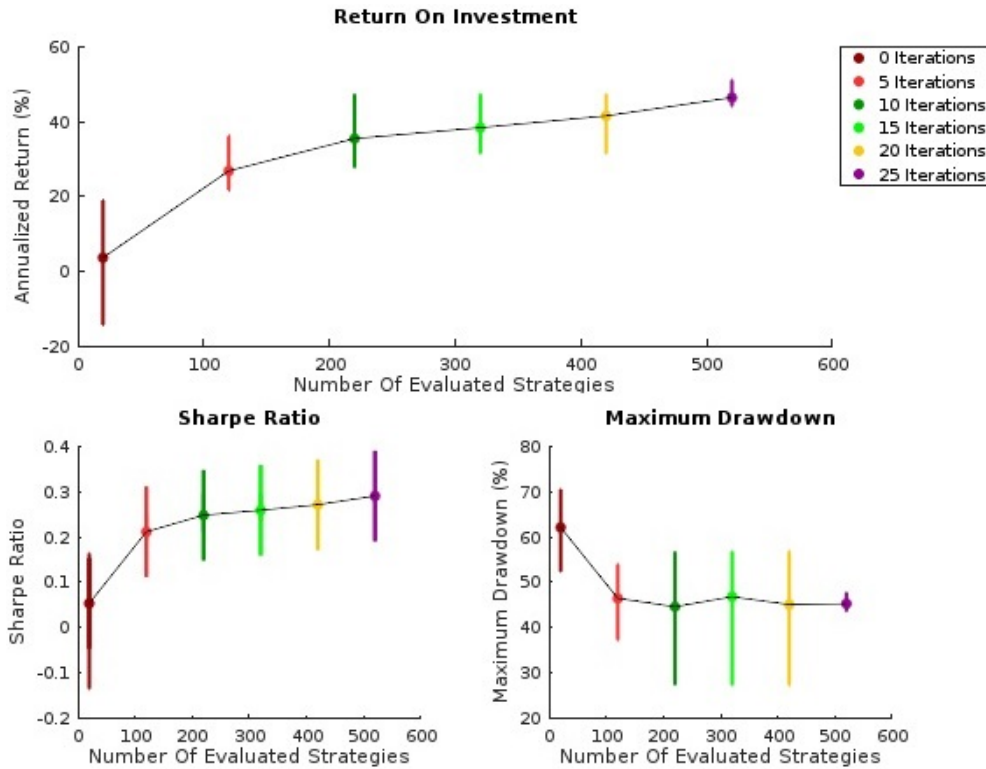 Return On Investment
60
40
20
0
-20
Annualized Return (%)
0 100 200 300 400 500 600
Number Of Evaluated Strategies
0 Iterations
5 Iterations
10 Iterations
15 Iterations
20 Iterations
25 Iterations
Sharpe Ratio
0.4
0.3
0.2
0.1
0
-0.1
-0.2
Sharpe Ratio
0 100 200 300 400 500 600
Number Of Evaluated Strategies
Maximum Drawdown
80
70
60
50
40
30
20
Maximum Drawdown (%)
0 100 200 300 400 500 600
Number Of Evaluated Strategies